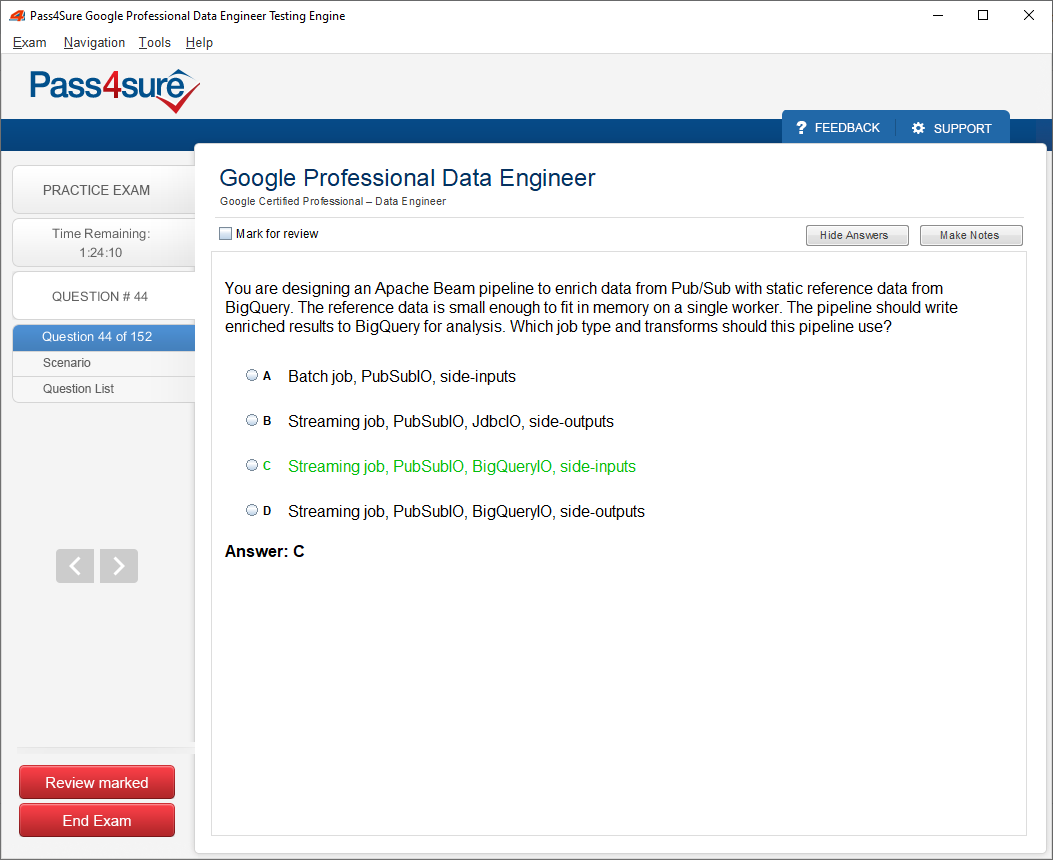 Pass4Sure Google Professional Data Engineer Testing Engine
Exam Navigation Tools Help
Pass4sure
? FEEDBACK SUPPORT
PRACTICE EXAM
Time Remaining:
1:24:10
QUESTION # 44
Question 44 of 152
Scenario
Question List
Review marked
End Exam
Google Professional Data Engineer
Google Certified Professional – Data Engineer
Mark for review
Hide Answers
Make Notes
You are designing an Apache Beam pipeline to enrich data from Pub/Sub with static reference data from
BigQuery. The reference data is small enough to fit in memory on a single worker. The pipeline should write
enriched results to BigQuery for analysis. Which job type and transforms should this pipeline use?
A Batch job, PubSubIO, side-inputs
B Streaming job, PubSubIO, JdbcIO, side-outputs
C Streaming job, PubSubIO, BigQueryIO, side-inputs
D Streaming job, PubSubIO, BigQueryIO, side-outputs
Answer: C